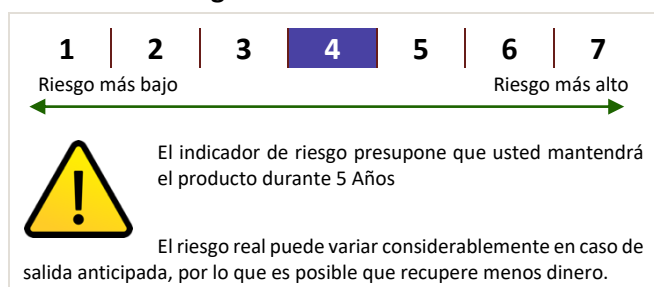 1 2 3 4 5 6 7
Riesgo más bajo Riesgo más alto
El indicador de riesgo presupone que usted mantendrá
el producto durante 5 Años
El riesgo real puede variar considerablemente en caso de
salida anticipada, por lo que es posible que recupere menos dinero.